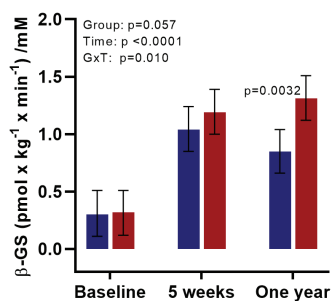 Group: p=0.057
Time: p <0.0001
GxT: p=0.010
p=0.0032
β-GS (pmol x kg⁻¹ x min⁻¹) /mM
2.0
1.5
1.0
0.5
0.0
Baseline 5 weeks One year